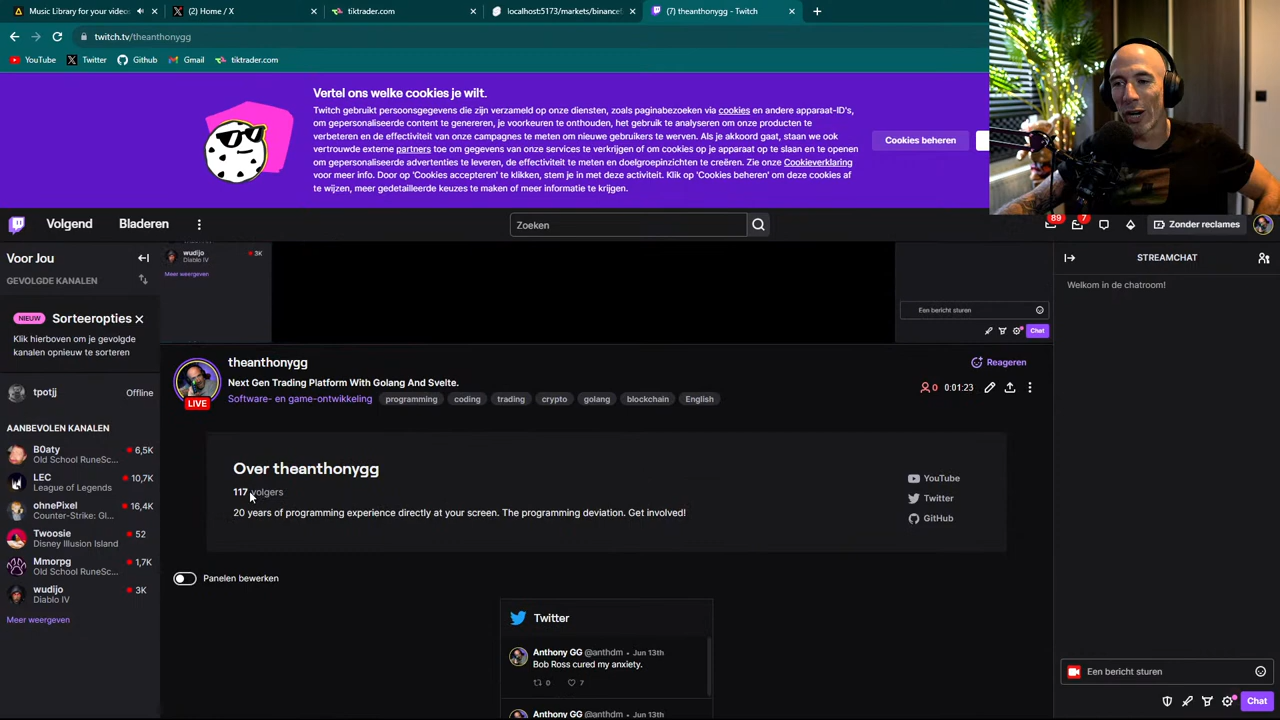 Music Library for your videos
(2) Home / X
tiktrader.com
localhost:5173/markets/binancef
(7) theanthonygg - Twitch
twitch.tv/theanthonygg
YouTube
Twitter
Github
Gmail
tiktrader.com
Vertel ons welke cookies je wilt.
Twitch gebruikt persoonsgegevens die zijn verzameld op onze diensten, zoals paginabezoeken via cookies en andere apparaat-ID's,
om gepersonaliseerde content te genereren, je voorkeuren te onthouden, het gebruik te analyseren om onze producten te
verbeteren en de effectiviteit van onze campagnes te meten om nieuwe gebruikers te werven. Als je akkoord gaat, staan we ook
vertrouwde externe partners toe om gegevens van onze services te verkrijgen of om cookies op je apparaat op te slaan en te openen
om gepersonaliseerde advertenties te leveren, de effectiviteit te meten en doelgroepinzichten te creëren. Zie onze Cookieverklaring
voor meer info. Door op 'Cookies accepteren' te klikken, stem je in met deze activiteit. Klik op 'Cookies beheren' om deze cookies af
te wijzen, meer gedetailleerde keuzes te maken of meer informatie te krijgen.
Cookies beheren
Volgend
Bladeren
Zoeken
89
7
Zonder reclames
Voor Jou
GEVOLGDE KANALEN
NIEUW Sorteeropties
Klik hierboven om je gevolgde
kanalen opnieuw te sorteren
tpotjj Offline
AANBEVOLEN KANALEN
B0aty 6,5K
Old School RuneSc...
LEC 10,7K
League of Legends
ohnePixel 16,4K
Counter-Strike: Gl...
Twoosie 52
Disney Illusion Island
Mmorpg 1,7K
Old School RuneSc...
wudijo 3K
Diablo IV
Meer weergeven
wudijo 3K
Diablo IV
Meer weergeven
Een bericht sturen
Chat
theanthonygg
Next Gen Trading Platform With Golang And Svelte.
Software- en game-ontwikkeling programming coding trading crypto golang blockchain English
LIVE
Reageren
0 0:01:23
Over theanthonygg
117 volgers
20 years of programming experience directly at your screen. The programming deviation. Get involved!
YouTube
Twitter
GitHub
Panelen bewerken
Twitter
Anthony GG @anthdm • Jun 13th
Bob Ross cured my anxiety.
0 7
Anthony GG @anthdm • Jun 13th
STREAMCHAT
Welkom in de chatroom!
Een bericht sturen
Chat